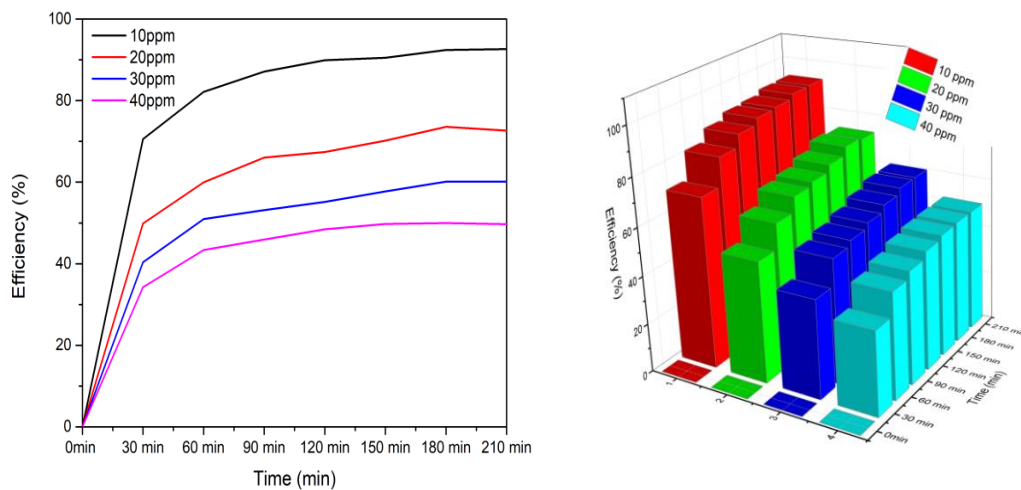 100
80
60
40
20
0
Efficiency (%)
10ppm
20ppm
30ppm
40ppm
0min 30 min 60 min 90 min 120 min 150 min 180 min 210 min
Time (min)
10 ppm
20 ppm
30 ppm
40 ppm
100
80
60
40
20
0
Efficiency (%)
1
2
3
4
210 min
180 min
150 min
120 min
90 min
60 min
30 min
0min
Time (min)